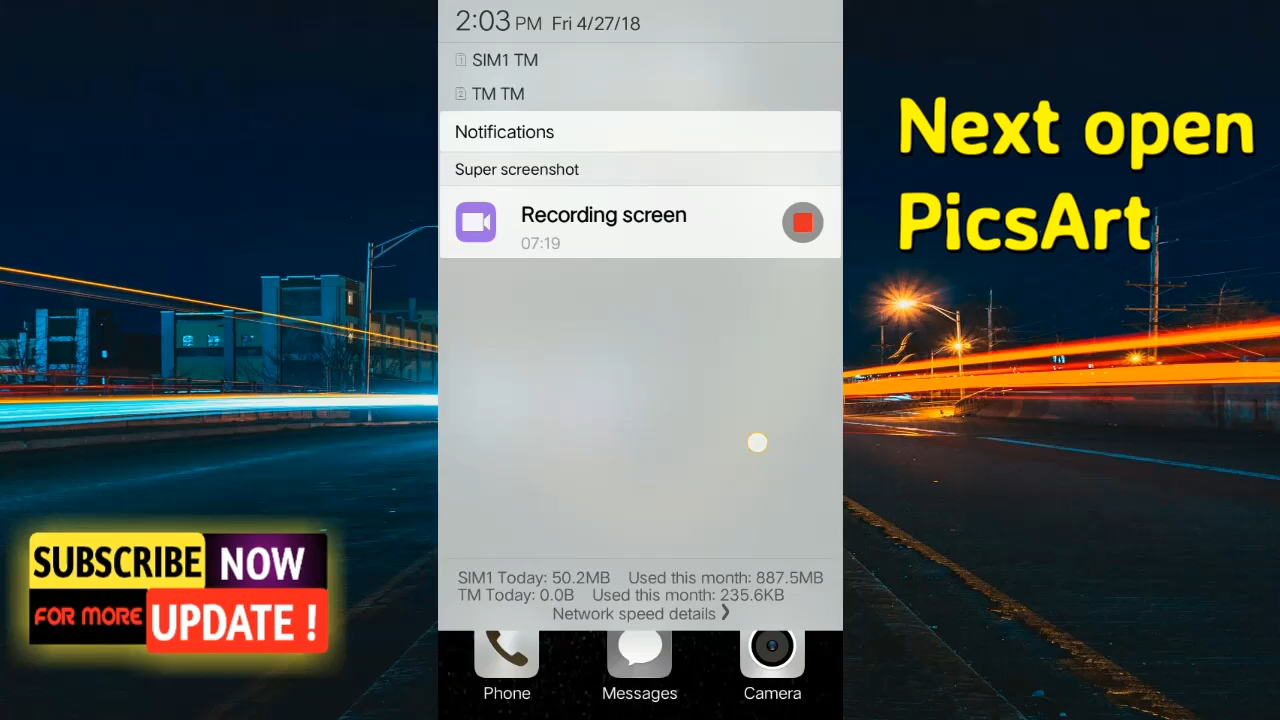 2:03 PM Fri 4/27/18
1 SIM1 TM
2 TM TM
Notifications
Super screenshot
Recording screen
07:19
SIM1 Today: 50.2MB Used this month: 887.5MB
TM Today: 0.0B Used this month: 235.6KB
Network speed details ❯
Phone Messages Camera
Next open
PicsArt
SUBSCRIBE NOW
FOR MORE UPDATE !